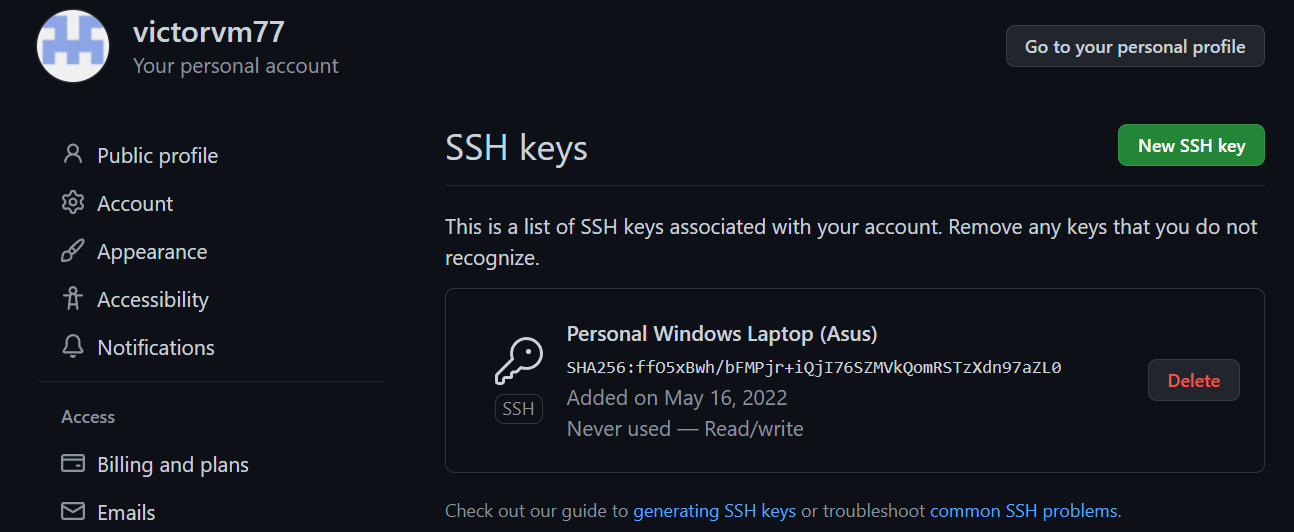 victorvm77
Your personal account
Go to your personal profile
Public profile
Account
Appearance
Accessibility
Notifications
Access
Billing and plans
Emails
SSH keys
New SSH key
This is a list of SSH keys associated with your account. Remove any keys that you do not
recognize.
Personal Windows Laptop (Asus)
SHA256:ffO5xBwh/bFMPjr+iQjI76SZMVkQomRSTzXdn97aZL0
Added on May 16, 2022
Never used — Read/write
SSH
Delete
Check out our guide to generating SSH keys or troubleshoot common SSH problems.